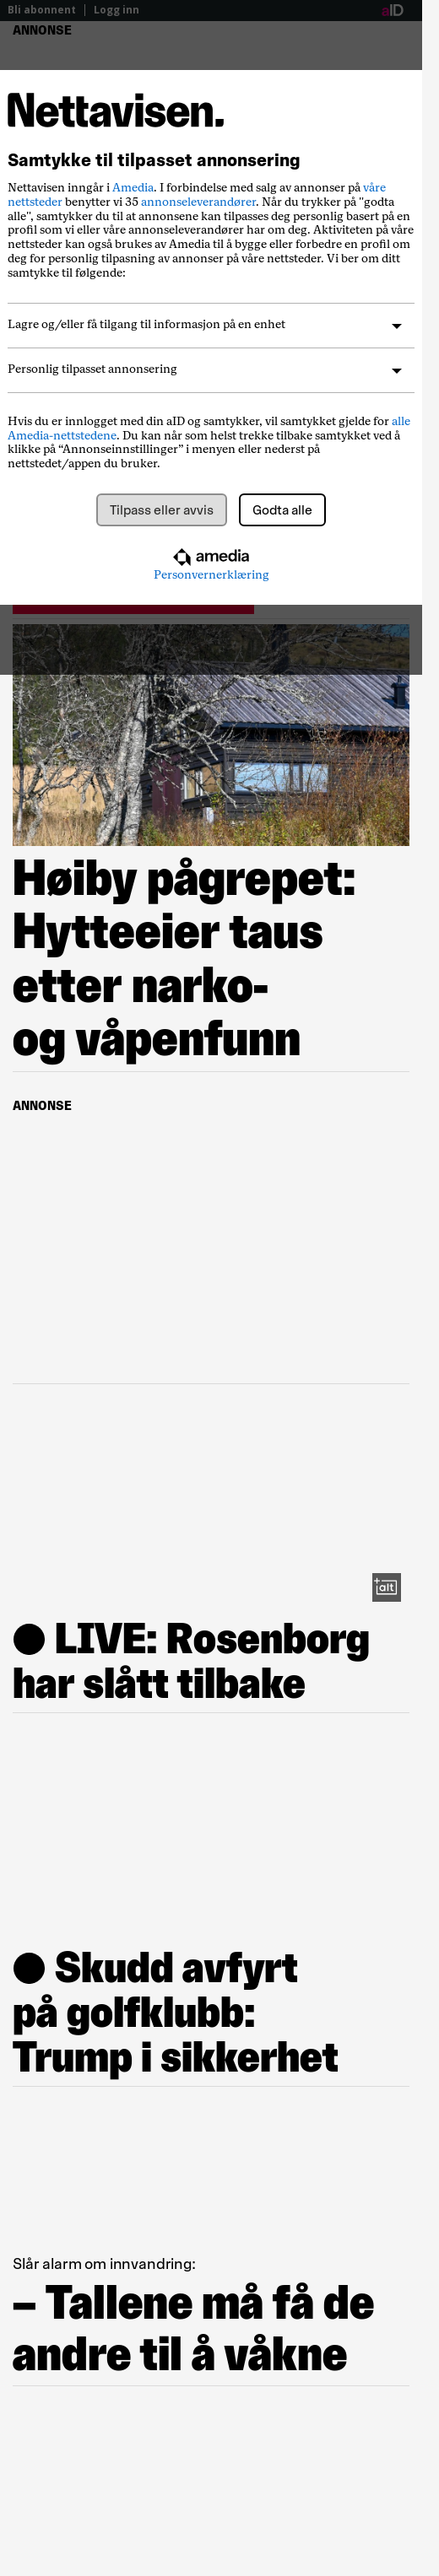 Bli abonnent | Logg inn
aID
ANNONSE
Nettavisen.
Samtykke til tilpasset annonsering
Nettavisen inngår i Amedia. I forbindelse med salg av annonser på våre
nettsteder benytter vi 35 annonseleverandører. Når du trykker på "godta
alle", samtykker du til at annonsene kan tilpasses deg personlig basert på en
profil som vi eller våre annonseleverandører har om deg. Aktiviteten på våre
nettsteder kan også brukes av Amedia til å bygge eller forbedre en profil om
deg for personlig tilpasning av annonser på våre nettsteder. Vi ber om ditt
samtykke til følgende:
Lagre og/eller få tilgang til informasjon på en enhet
Personlig tilpasset annonsering
Hvis du er innlogget med din aID og samtykker, vil samtykket gjelde for alle
Amedia-nettstedene. Du kan når som helst trekke tilbake samtykket ved å
klikke på “Annonseinnstillinger” i menyen eller nederst på
nettstedet/appen du bruker.
Tilpass eller avvis
Godta alle
amedia
Personvernerklæring
Høiby pågrepet:
Hytteeier taus
etter narko-
og våpenfunn
ANNONSE
+alt
● LIVE: Rosenborg
har slått tilbake
● Skudd avfyrt
på golfklubb:
Trump i sikkerhet
Slår alarm om innvandring:
– Tallene må få de
andre til å våkne